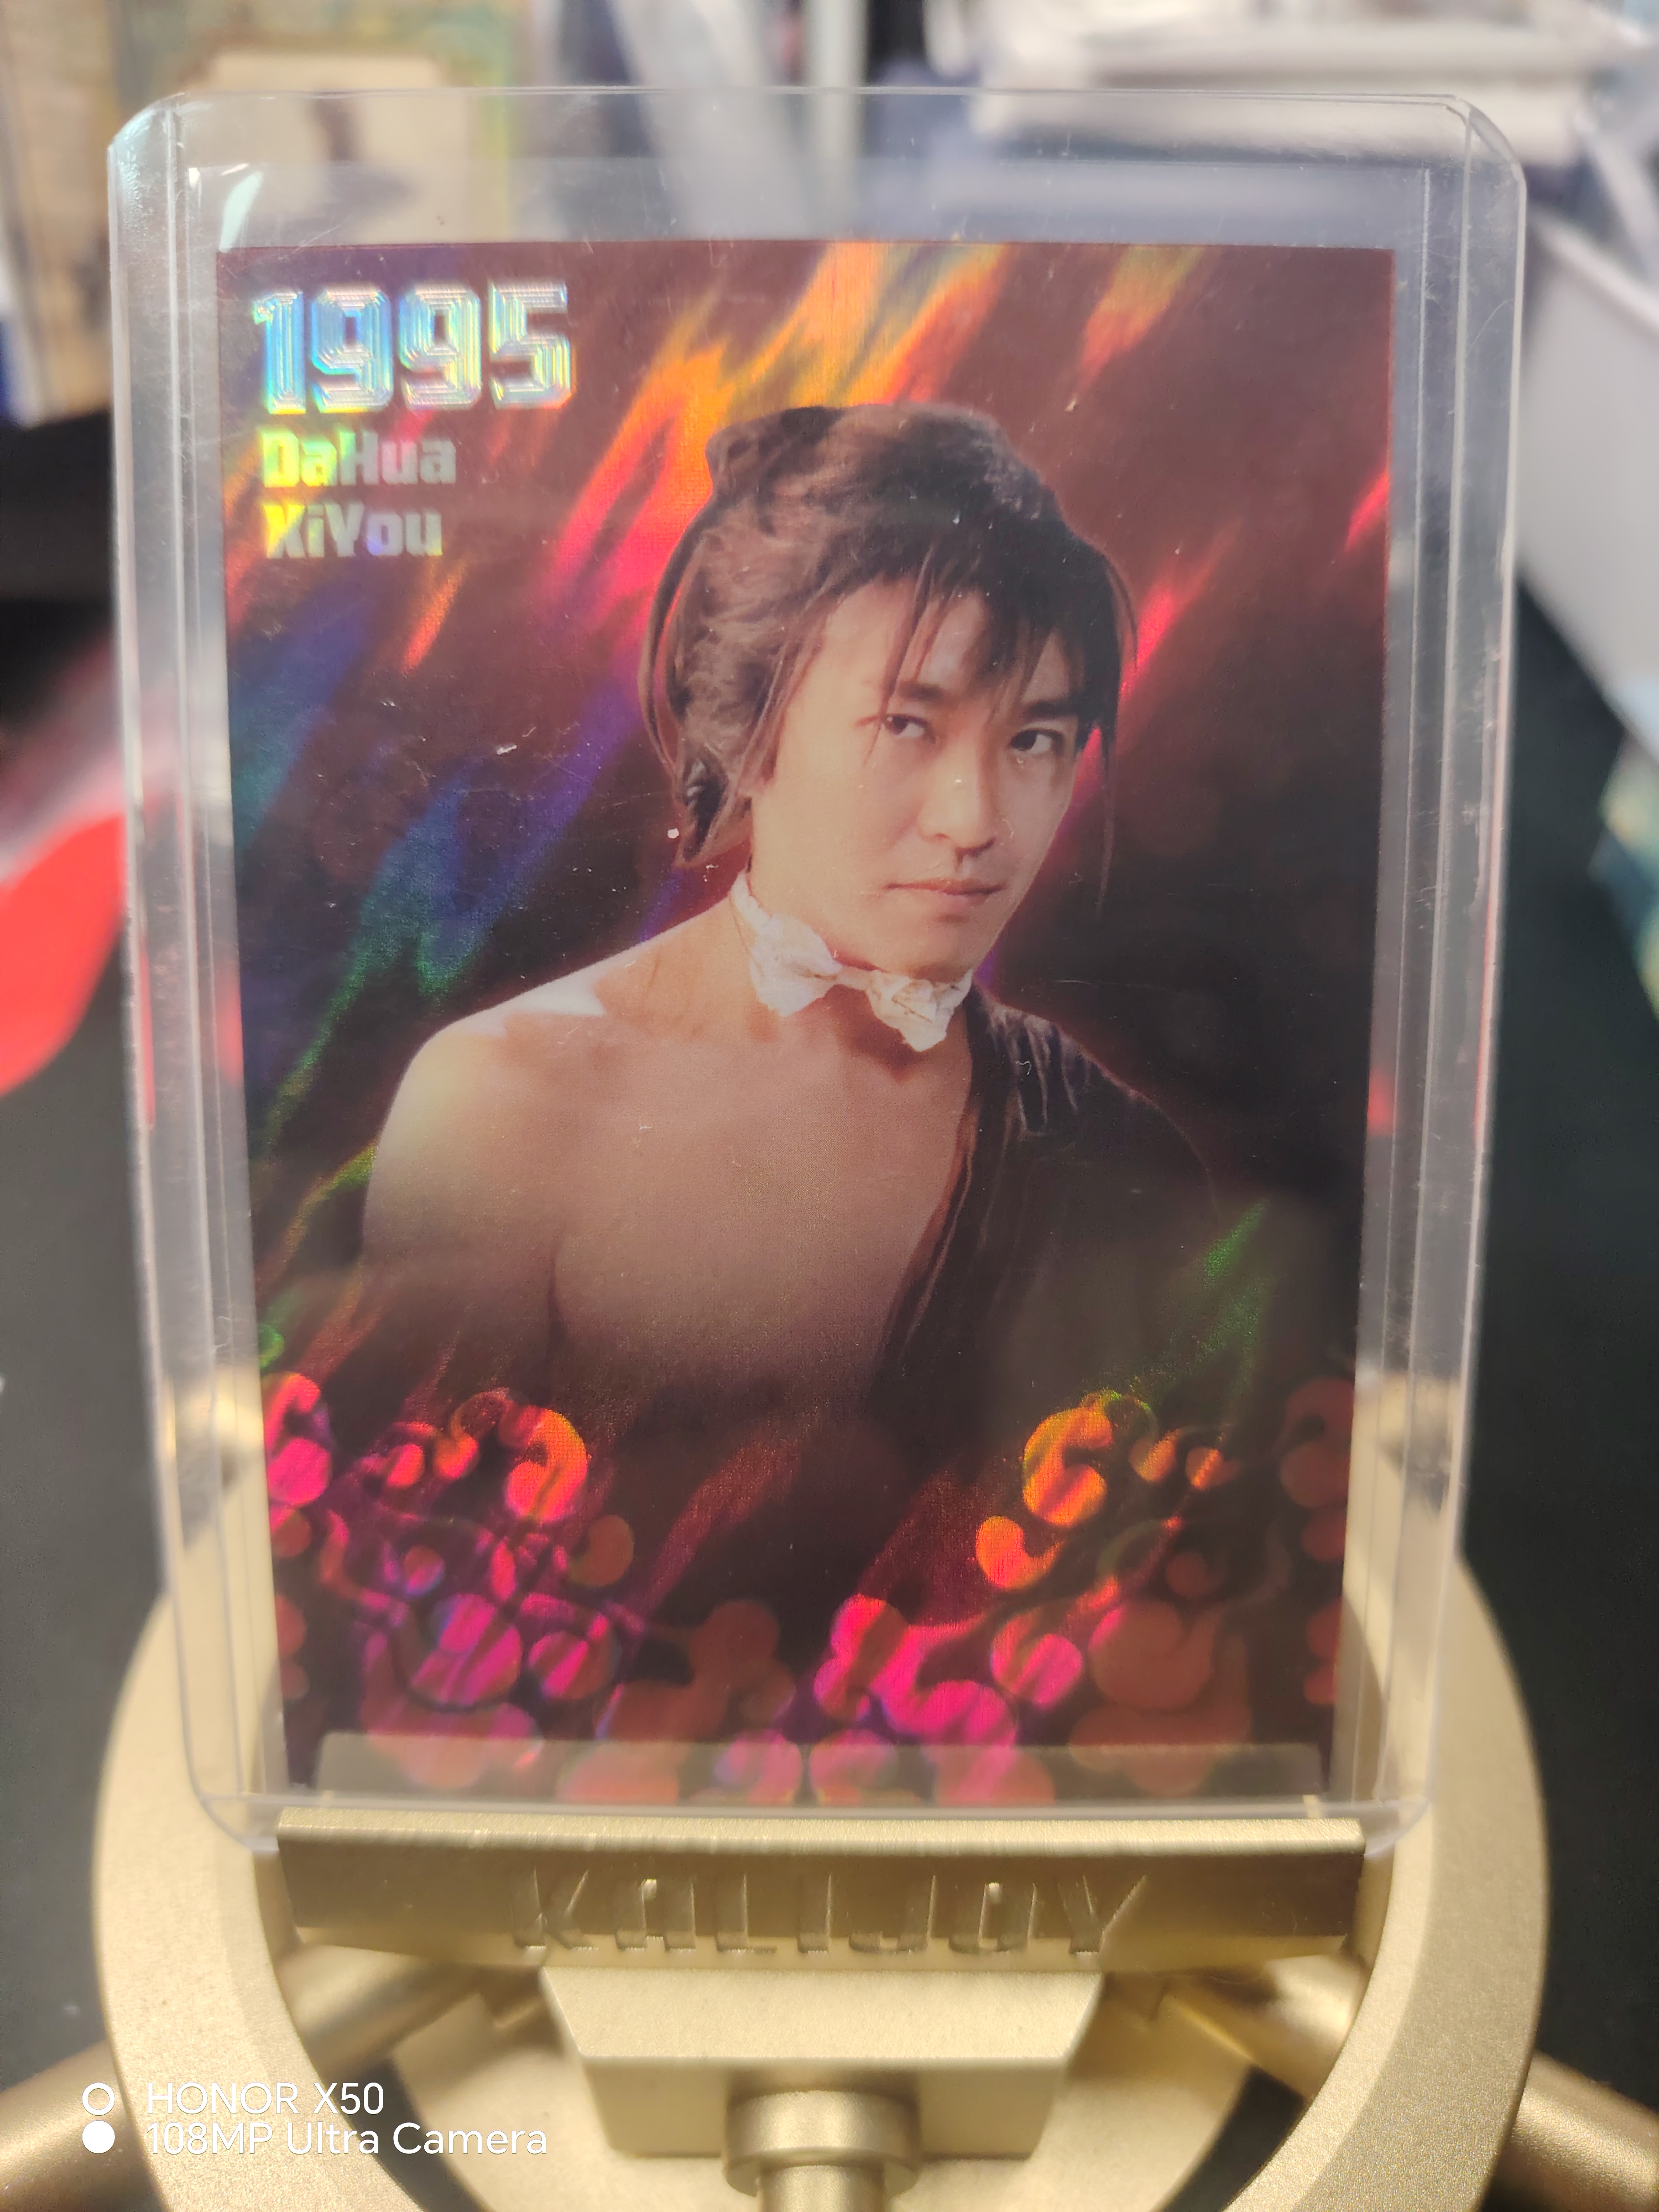 1995
DaHua
XiYou
KALIJOY
HONOR X50
108MP Ultra Camera